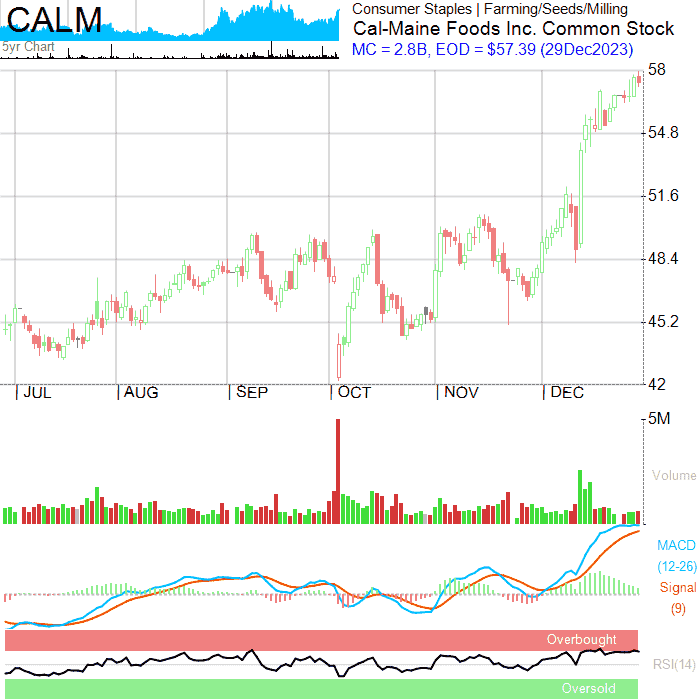 CALM
5yr Chart
Consumer Staples | Farming/Seeds/Milling
Cal-Maine Foods Inc. Common Stock
MC = 2.8B, EOD = $57.39 (29Dec2023)
58
54.8
51.6
48.4
45.2
42
JUL AUG SEP OCT NOV DEC
5M
Volume
MACD
(12-26)
Signal
(9)
Overbought
RSI(14)
Oversold